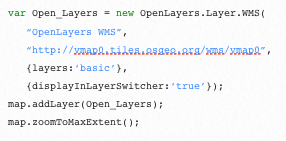 var Open_Layers = new OpenLayers.Layer.WMS(
“OpenLayers WMS”,
“http://vmap0.tiles.osgeo.org/wms/vmap0”,
{layers:‘basic’},
{displayInLayerSwitcher:‘true’});
map.addLayer(Open_Layers);
map.zoomToMaxExtent();